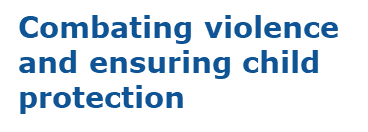 Combating violence
and ensuring child
protection